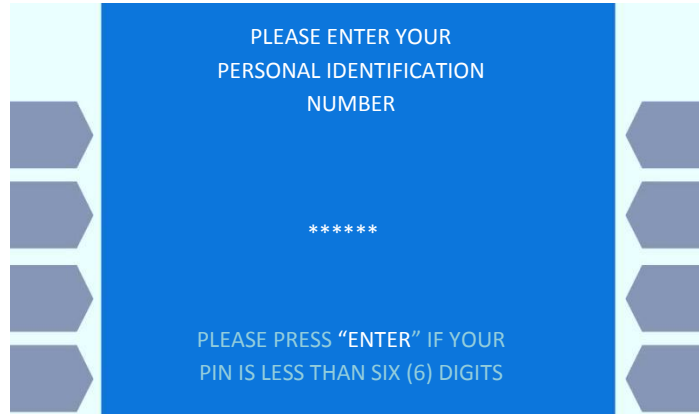 PLEASE ENTER YOUR
PERSONAL IDENTIFICATION
NUMBER
******
PLEASE PRESS “ENTER” IF YOUR
PIN IS LESS THAN SIX (6) DIGITS